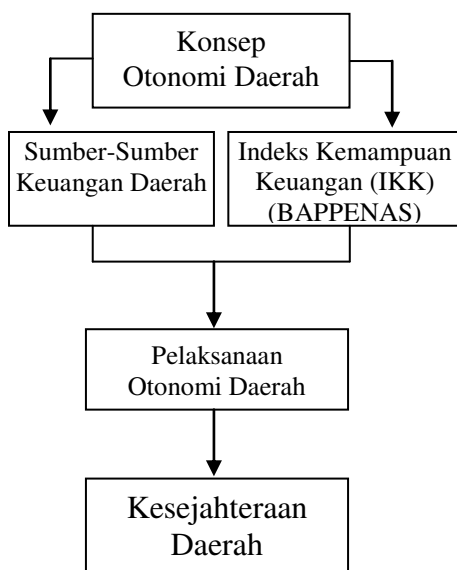 Konsep
Otonomi Daerah
Sumber-Sumber
Keuangan Daerah
Indeks Kemampuan
Keuangan (IKK)
(BAPPENAS)
Pelaksanaan
Otonomi Daerah
Kesejahteraan
Daerah